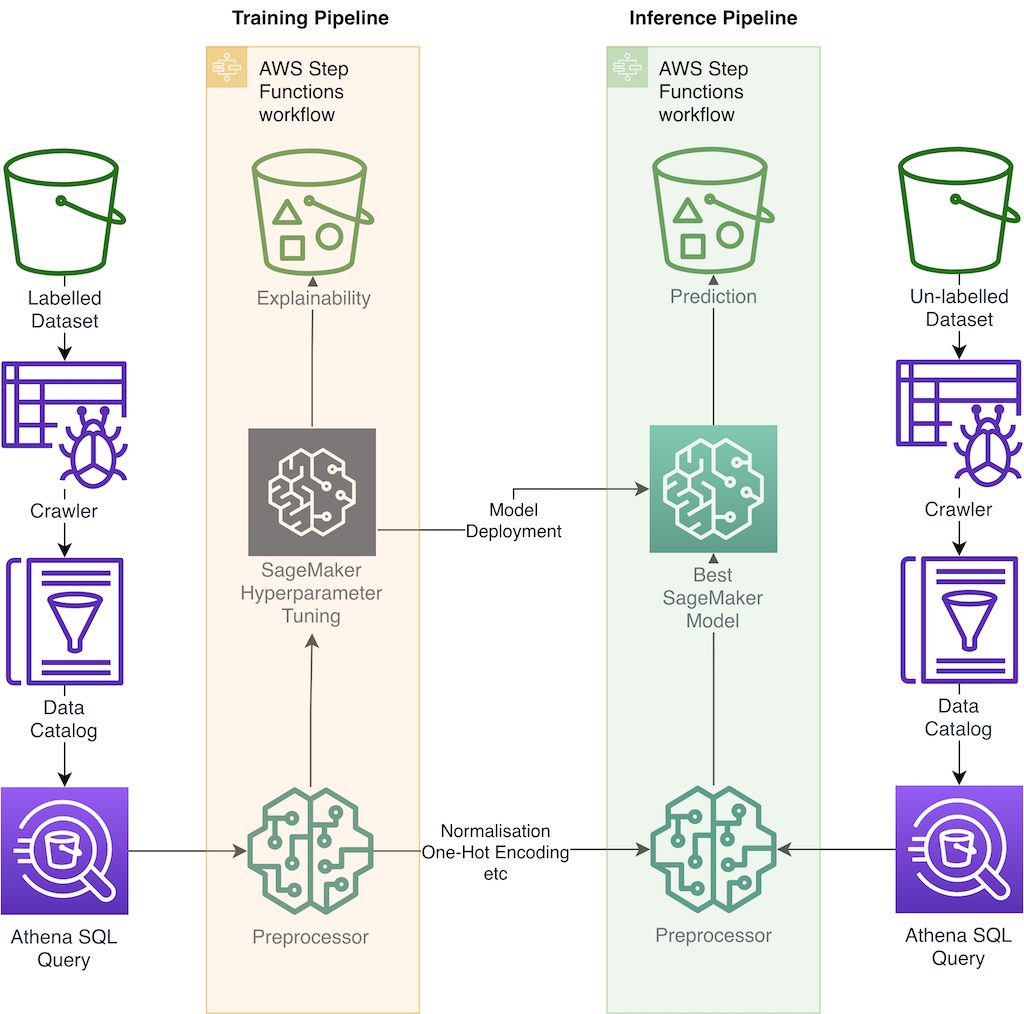 Training Pipeline
Inference Pipeline
AWS Step
Functions
workflow
AWS Step
Functions
workflow
Labelled
Dataset
Explainability
Prediction
Un-labelled
Dataset
Crawler
SageMaker
Hyperparameter
Tuning
Model
Deployment
Best
SageMaker
Model
Crawler
Data
Catalog
Data
Catalog
Normalisation
One-Hot Encoding
etc
Athena SQL
Query
Preprocessor
Preprocessor
Athena SQL
Query